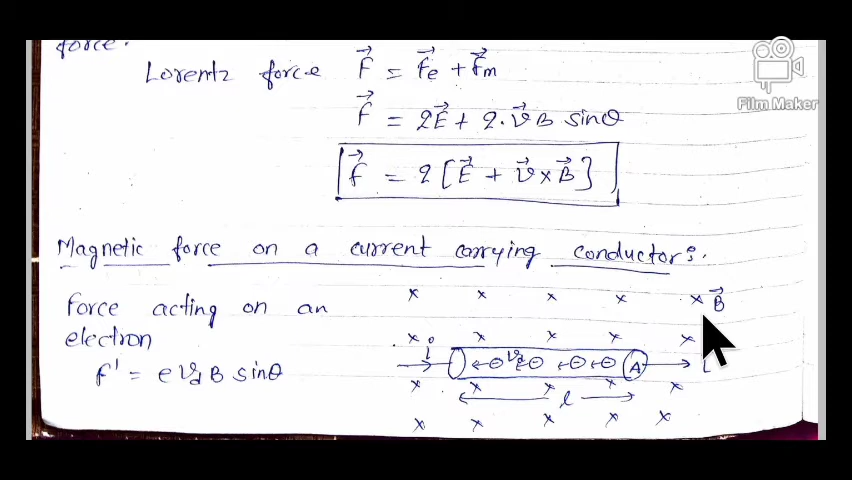 force.
Lorentz force F⃗ = F⃗e + F⃗m
F⃗ = qE⃗ + q.v⃗B sinθ
f⃗ = q[E⃗ + v⃗×B⃗]
Magnetic force on a current carrying conductor:.
force acting on an
electron
f' = eVdB sinθ
× × × × × B⃗
× × × × ×
i ← ⊖ Vd ← ⊖ ← ⊖ ← ⊖ A i
× × × × ×
l
× × × × ×
Film Maker